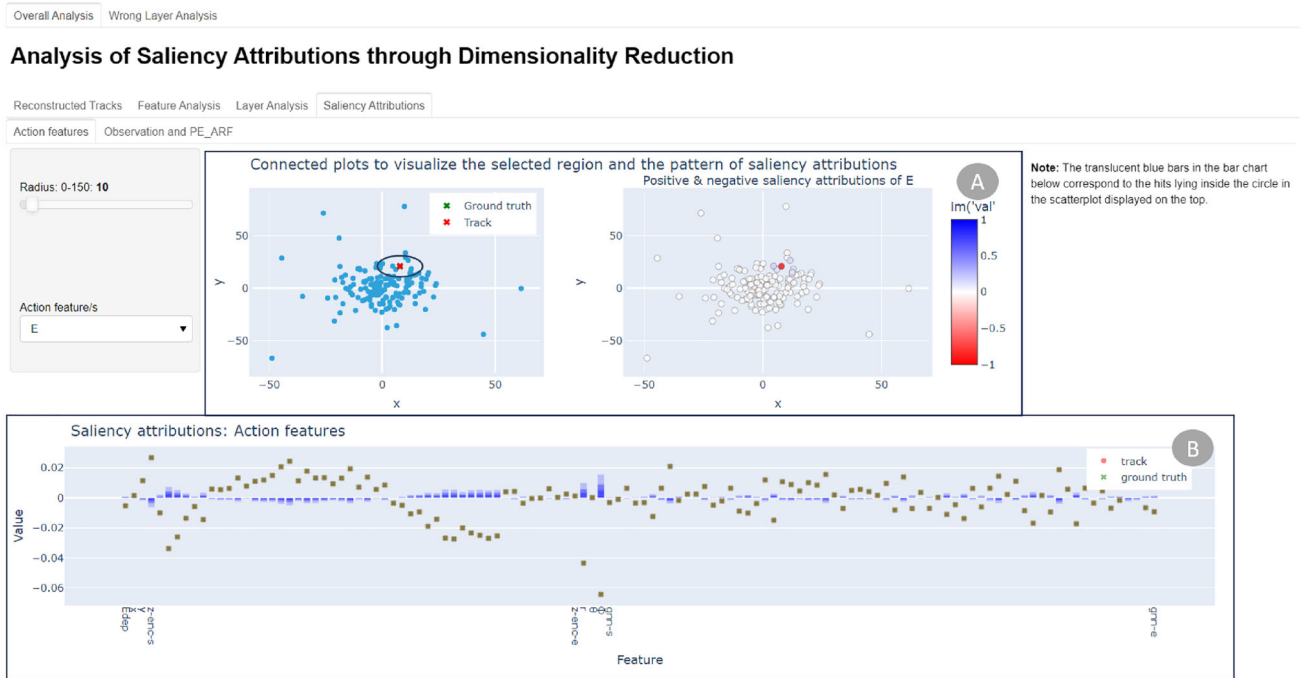 Overall Analysis Wrong Layer Analysis
Analysis of Saliency Attributions through Dimensionality Reduction
Reconstructed Tracks Feature Analysis Layer Analysis Saliency Attributions
Action features Observation and PE_ARF
Radius: 0-150: 10
Action feature/s
E
Connected plots to visualize the selected region and the pattern of saliency attributions
A
Ground truth
Track
50
0
−50
y
−50 0 50
x
Positive & negative saliency attributions of E
50
0
−50
y
−50 0 50
x
Im('val'
1
0.5
0
−0.5
−1
Note: The translucent blue bars in the bar chart
below correspond to the hits lying inside the circle in
the scatterplot displayed on the top.
Saliency attributions: Action features
B
track
ground truth
0.02
0
−0.02
−0.04
−0.06
Value
Edep
x
y
z-enc-s
z-enc-e
r
θ
gnn-s
gnn-e
Feature